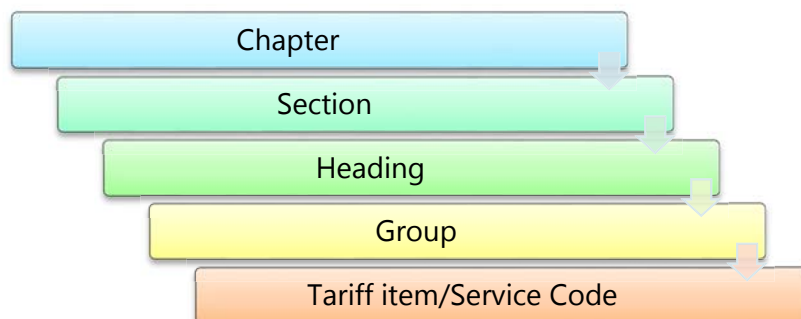 Chapter
Section
Heading
Group
Tariff item/Service Code